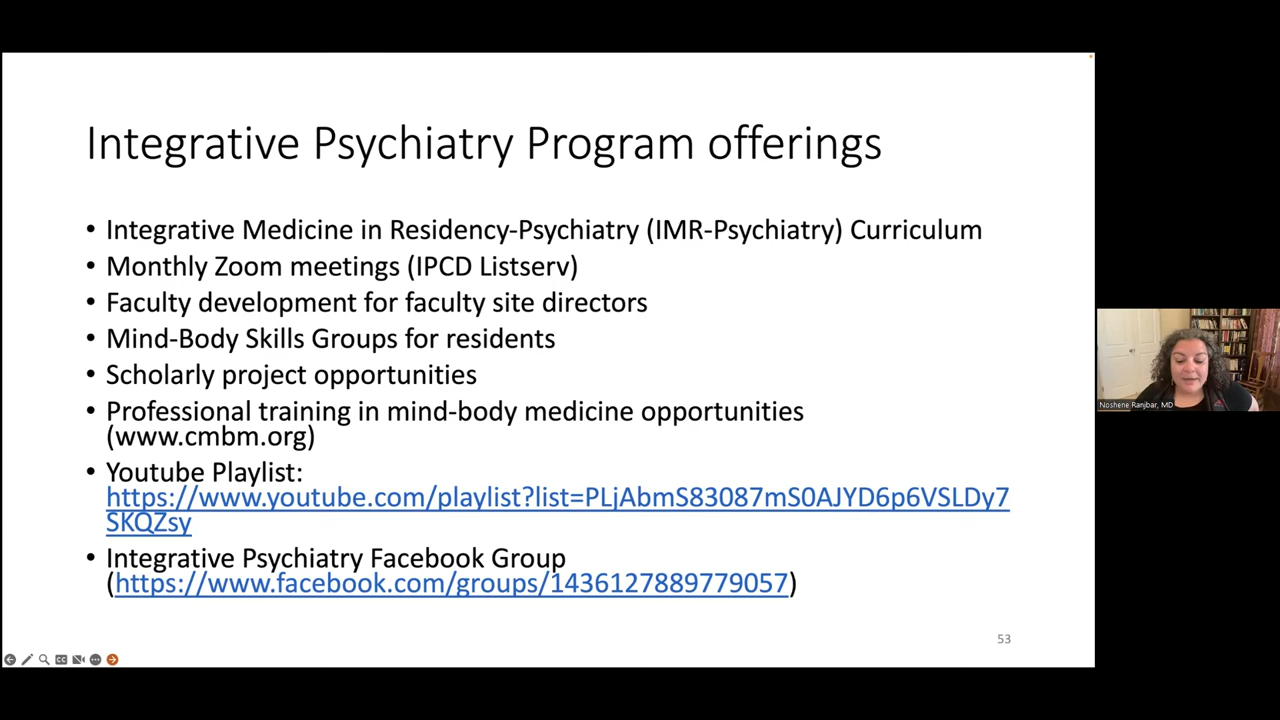 Integrative Psychiatry Program offerings
• Integrative Medicine in Residency-Psychiatry (IMR-Psychiatry) Curriculum
• Monthly Zoom meetings (IPCD Listserv)
• Faculty development for faculty site directors
• Mind-Body Skills Groups for residents
• Scholarly project opportunities
• Professional training in mind-body medicine opportunities
(www.cmbm.org)
• Youtube Playlist:
https://www.youtube.com/playlist?list=PLjAbmS83087mS0AJYD6p6VSLDy7
SKQZsy
• Integrative Psychiatry Facebook Group
(https://www.facebook.com/groups/1436127889779057)
53
CC
Noshene Ranjbar, MD